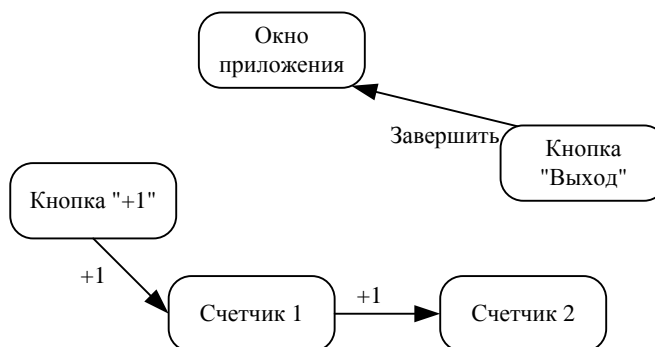 Окно
приложения
Завершить
Кнопка
"Выход"
Кнопка "+1"
+1
Счетчик 1
+1
Счетчик 2